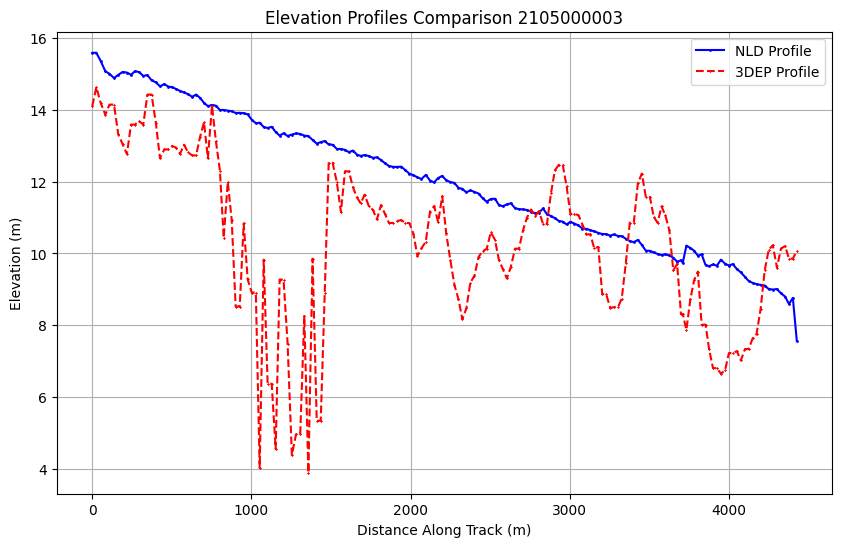 Elevation Profiles Comparison 2105000003
NLD Profile
3DEP Profile
Elevation (m)
16
14
12
10
8
6
4
0
1000
2000
3000
4000
Distance Along Track (m)